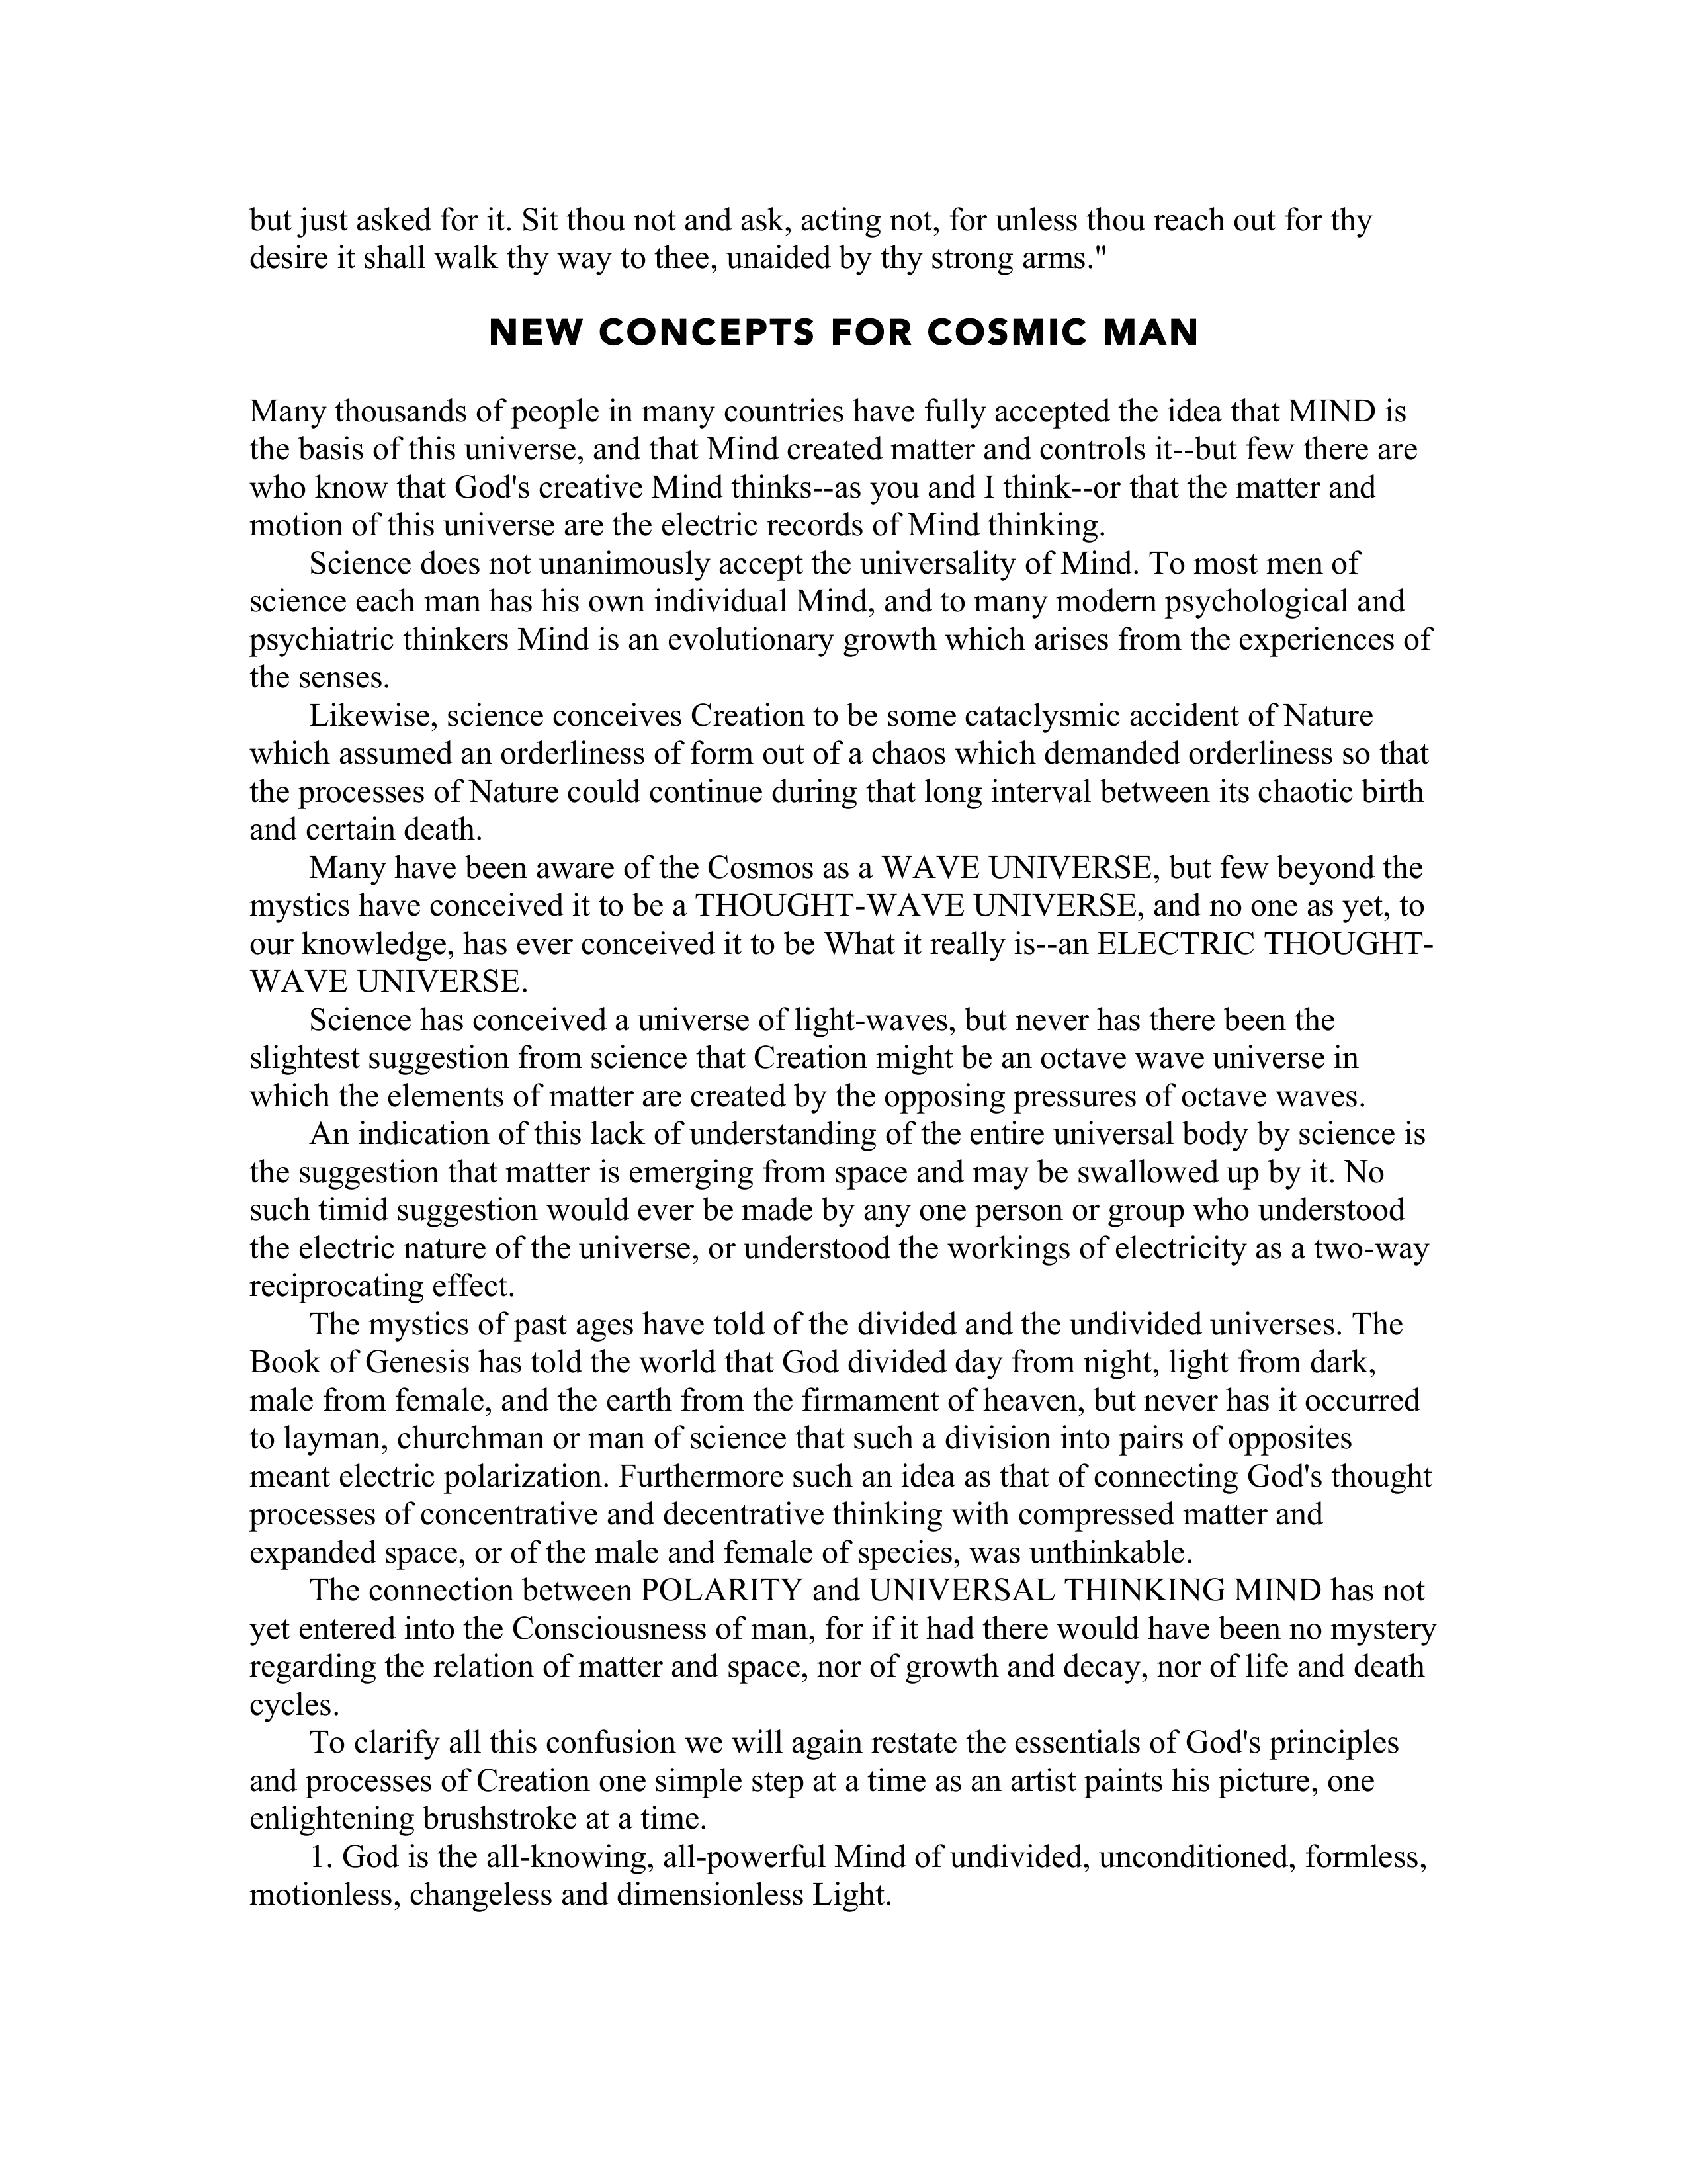 but just asked for it. Sit thou not and ask, acting not, for unless thou reach out for thy
desire it shall walk thy way to thee, unaided by thy strong arms."
NEW CONCEPTS FOR COSMIC MAN
Many thousands of people in many countries have fully accepted the idea that MIND is
the basis of this universe, and that Mind created matter and controls it--but few there are
who know that God's creative Mind thinks--as you and I think--or that the matter and
motion of this universe are the electric records of Mind thinking.
Science does not unanimously accept the universality of Mind. To most men of
science each man has his own individual Mind, and to many modern psychological and
psychiatric thinkers Mind is an evolutionary growth which arises from the experiences of
the senses.
Likewise, science conceives Creation to be some cataclysmic accident of Nature
which assumed an orderliness of form out of a chaos which demanded orderliness so that
the processes of Nature could continue during that long interval between its chaotic birth
and certain death.
Many have been aware of the Cosmos as a WAVE UNIVERSE, but few beyond the
mystics have conceived it to be a THOUGHT-WAVE UNIVERSE, and no one as yet, to
our knowledge, has ever conceived it to be What it really is--an ELECTRIC THOUGHT-
WAVE UNIVERSE.
Science has conceived a universe of light-waves, but never has there been the
slightest suggestion from science that Creation might be an octave wave universe in
which the elements of matter are created by the opposing pressures of octave waves.
An indication of this lack of understanding of the entire universal body by science is
the suggestion that matter is emerging from space and may be swallowed up by it. No
such timid suggestion would ever be made by any one person or group who understood
the electric nature of the universe, or understood the workings of electricity as a two-way
reciprocating effect.
The mystics of past ages have told of the divided and the undivided universes. The
Book of Genesis has told the world that God divided day from night, light from dark,
male from female, and the earth from the firmament of heaven, but never has it occurred
to layman, churchman or man of science that such a division into pairs of opposites
meant electric polarization. Furthermore such an idea as that of connecting God's thought
processes of concentrative and decentrative thinking with compressed matter and
expanded space, or of the male and female of species, was unthinkable.
The connection between POLARITY and UNIVERSAL THINKING MIND has not
yet entered into the Consciousness of man, for if it had there would have been no mystery
regarding the relation of matter and space, nor of growth and decay, nor of life and death
cycles.
To clarify all this confusion we will again restate the essentials of God's principles
and processes of Creation one simple step at a time as an artist paints his picture, one
enlightening brushstroke at a time.
1. God is the all-knowing, all-powerful Mind of undivided, unconditioned, formless,
motionless, changeless and dimensionless Light.